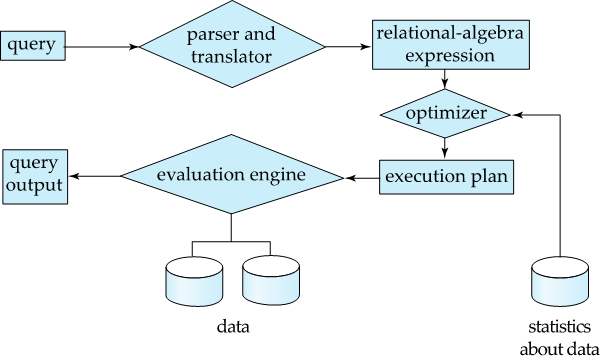 query
parser and
translator
relational-algebra
expression
optimizer
query
output
evaluation engine
execution plan
data
statistics
about data